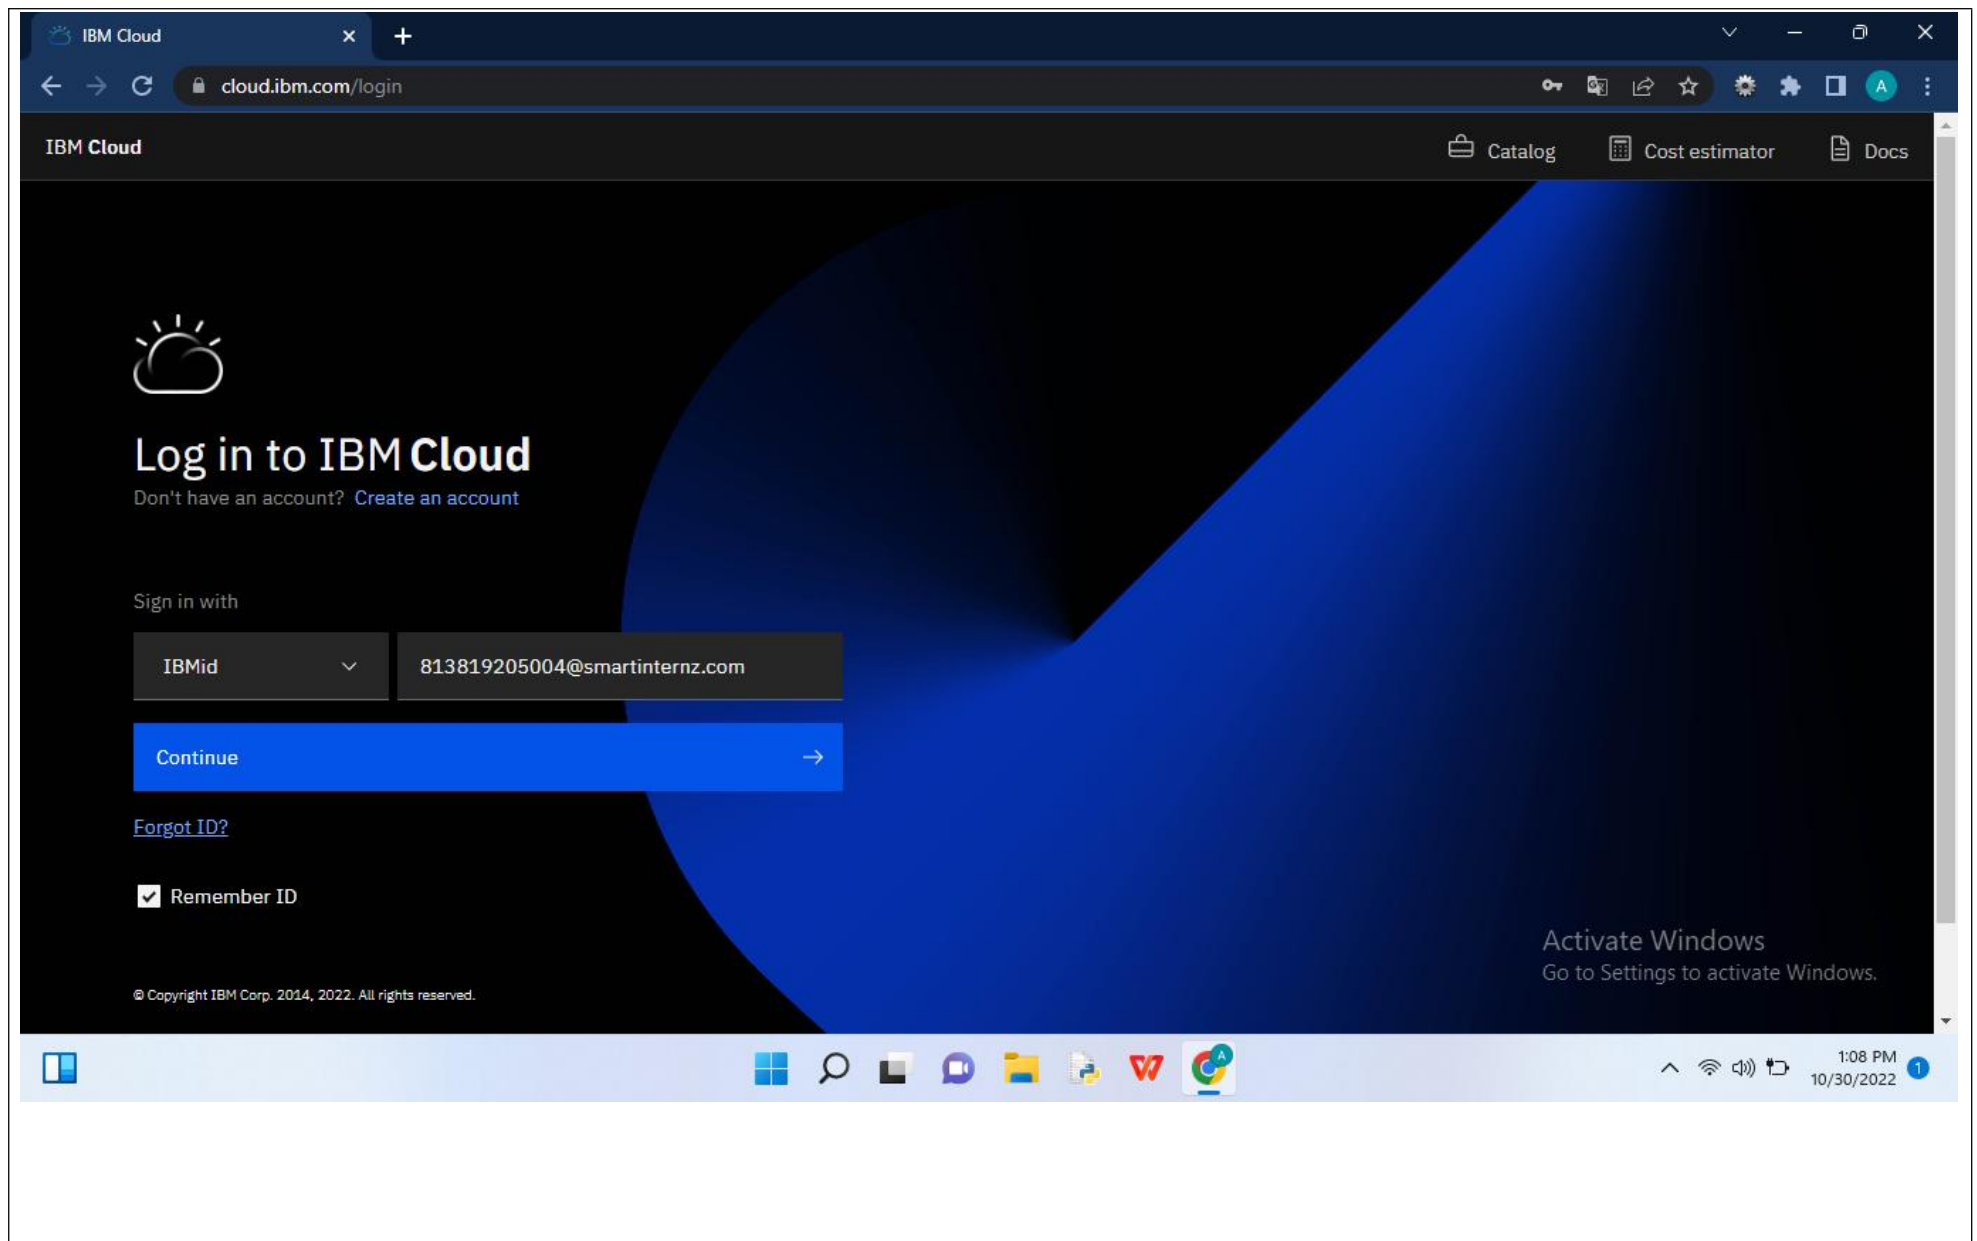 IBM Cloud
cloud.ibm.com/login
A
IBM Cloud
Catalog
Cost estimator
Docs
Log in to IBM Cloud
Don't have an account? Create an account
Sign in with
IBMid
813819205004@smartinternz.com
Continue
Forgot ID?
Remember ID
Activate Windows
Go to Settings to activate Windows.
© Copyright IBM Corp. 2014, 2022. All rights reserved.
A
1:08 PM
10/30/2022
1